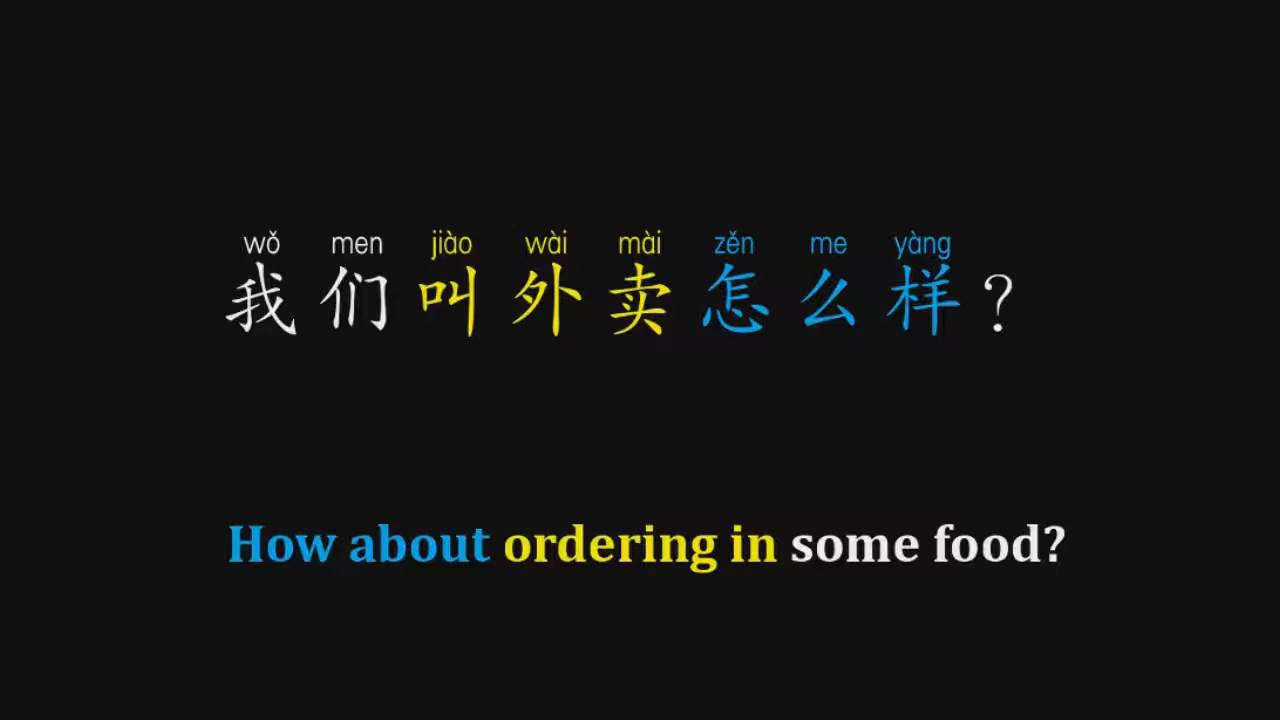 wǒ men jiào wài mài zěn me yàng
我们叫外卖怎么样？
How about ordering in some food?